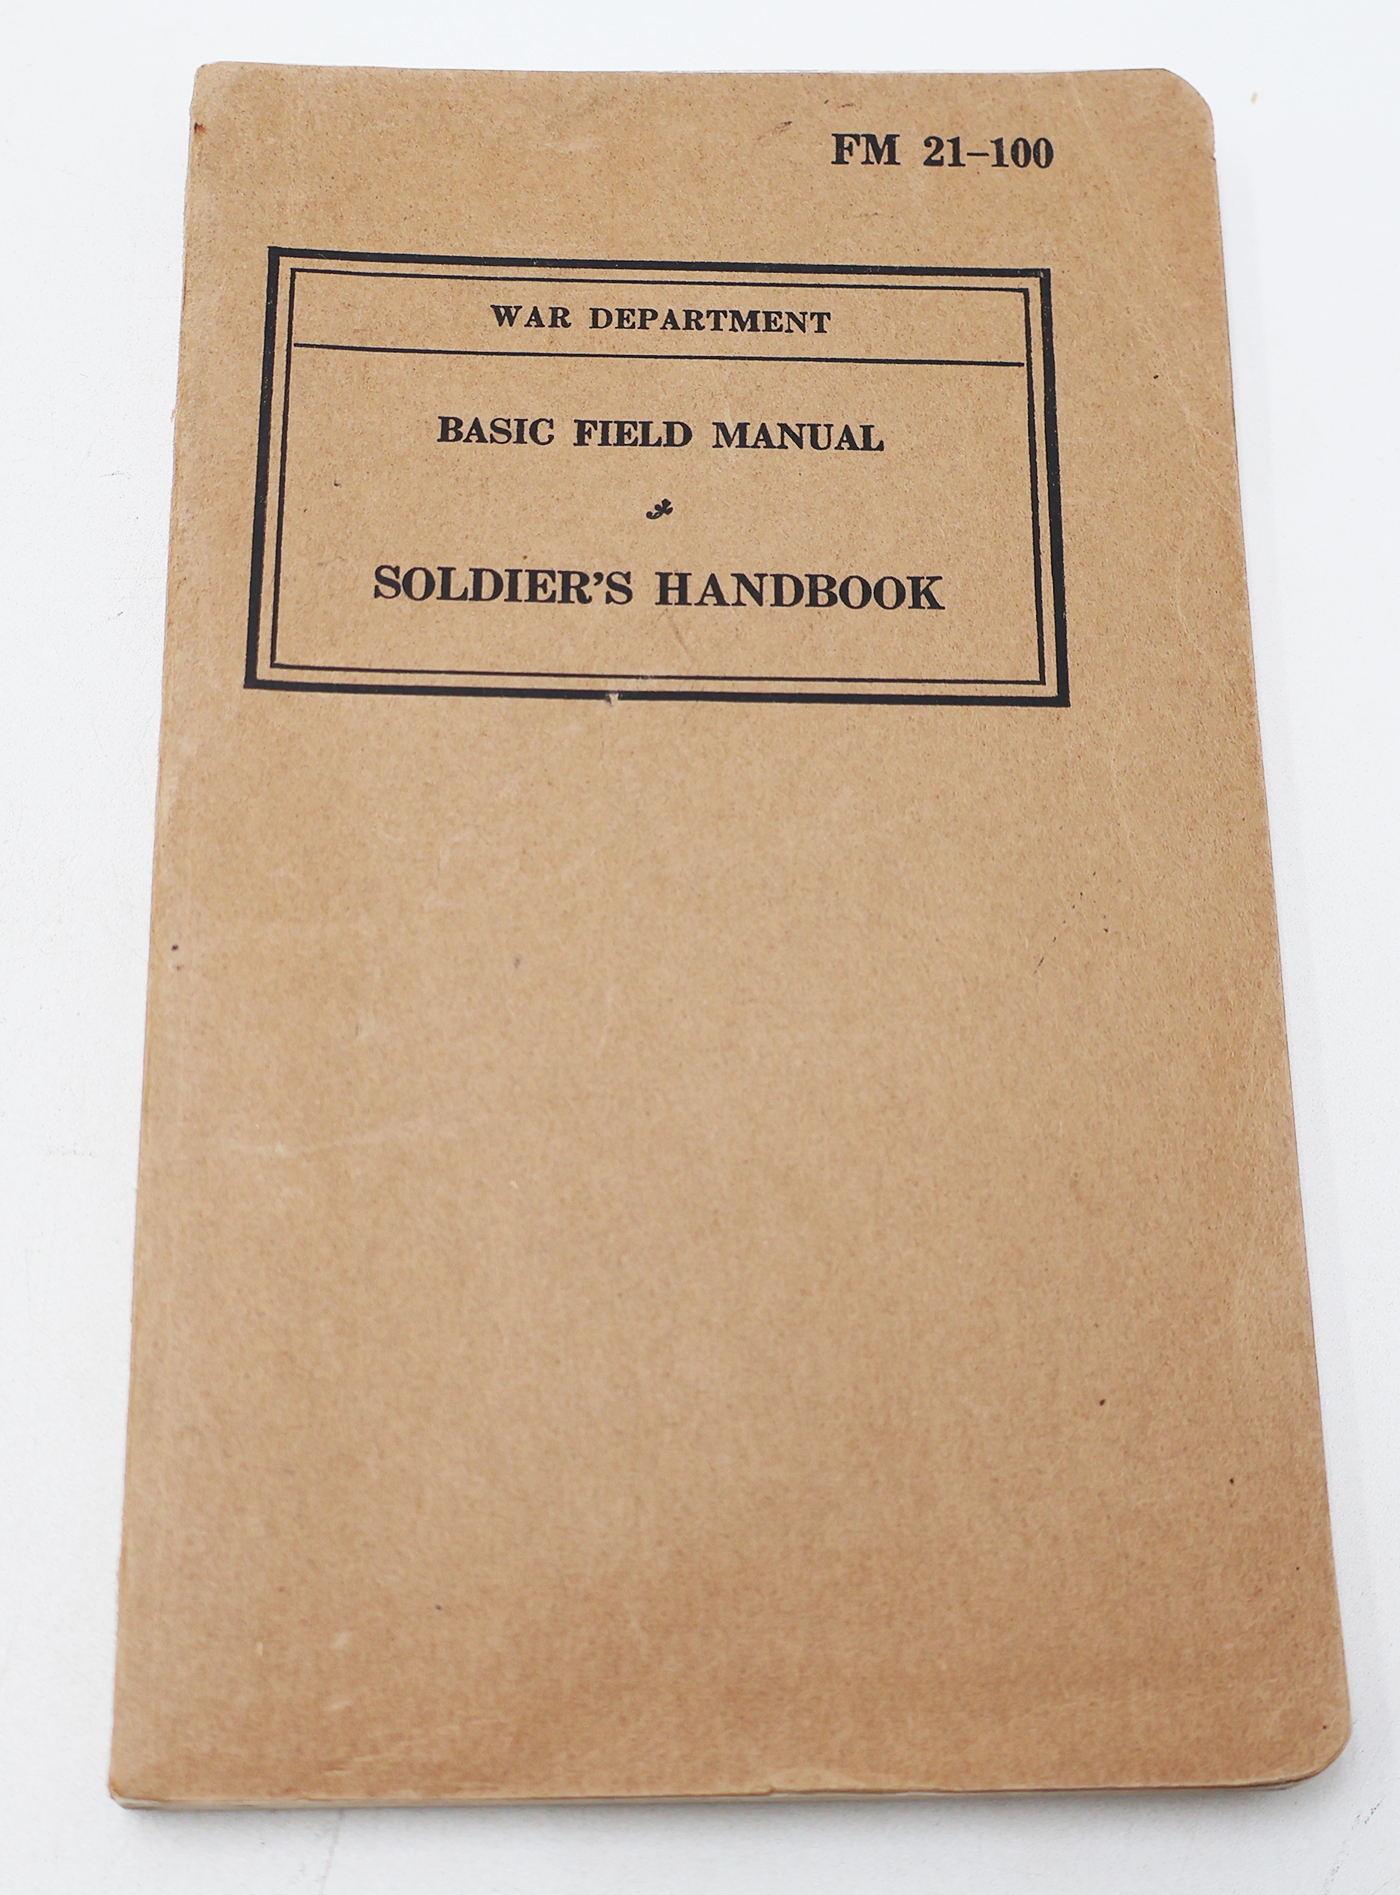 FM 21–100
WAR DEPARTMENT
BASIC FIELD MANUAL
SOLDIER’S HANDBOOK